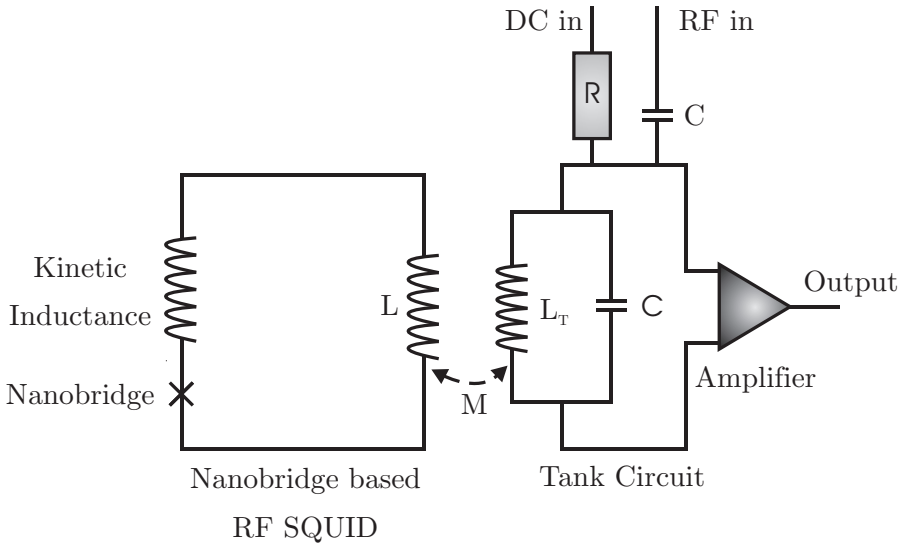 DC in
RF in
R
C
Kinetic
Inductance
L
L_T
C
Output
Nanobridge
M
Amplifier
Nanobridge based
RF SQUID
Tank Circuit